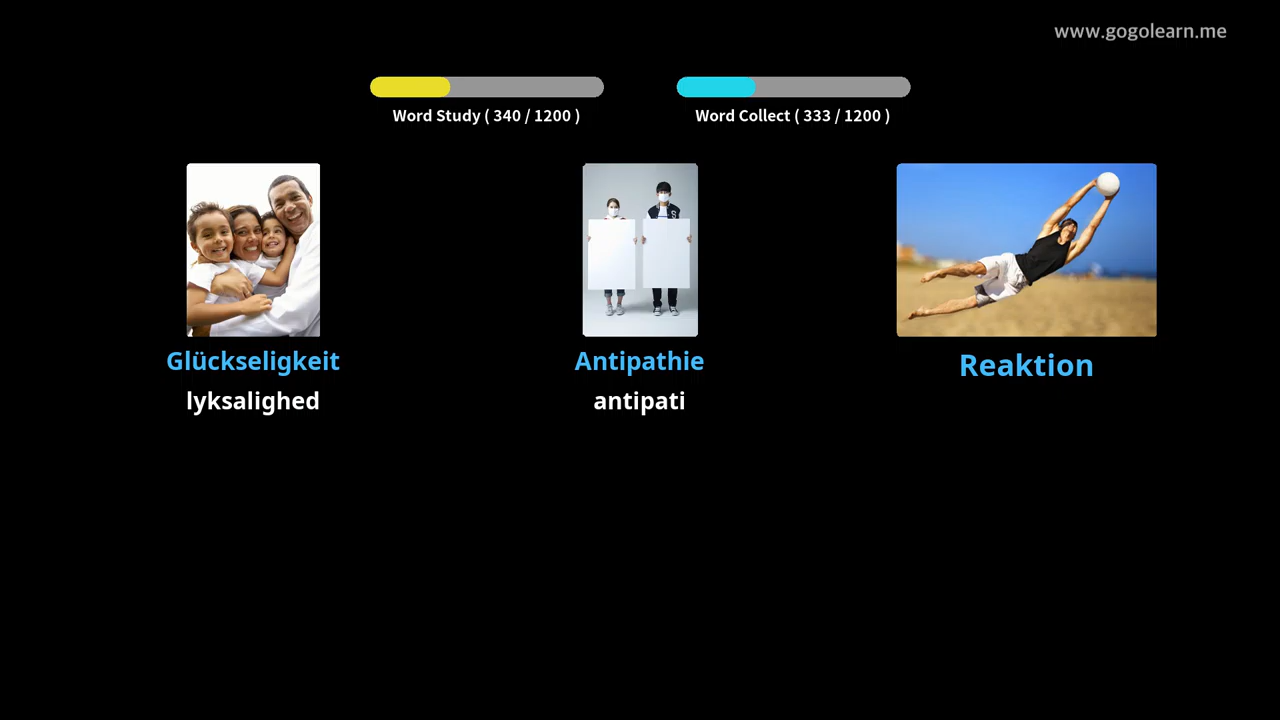 www.gogolearn.me
Word Study ( 340 / 1200 )
Word Collect ( 333 / 1200 )
Glückseligkeit
lyksalighed
Antipathie
antipati
Reaktion